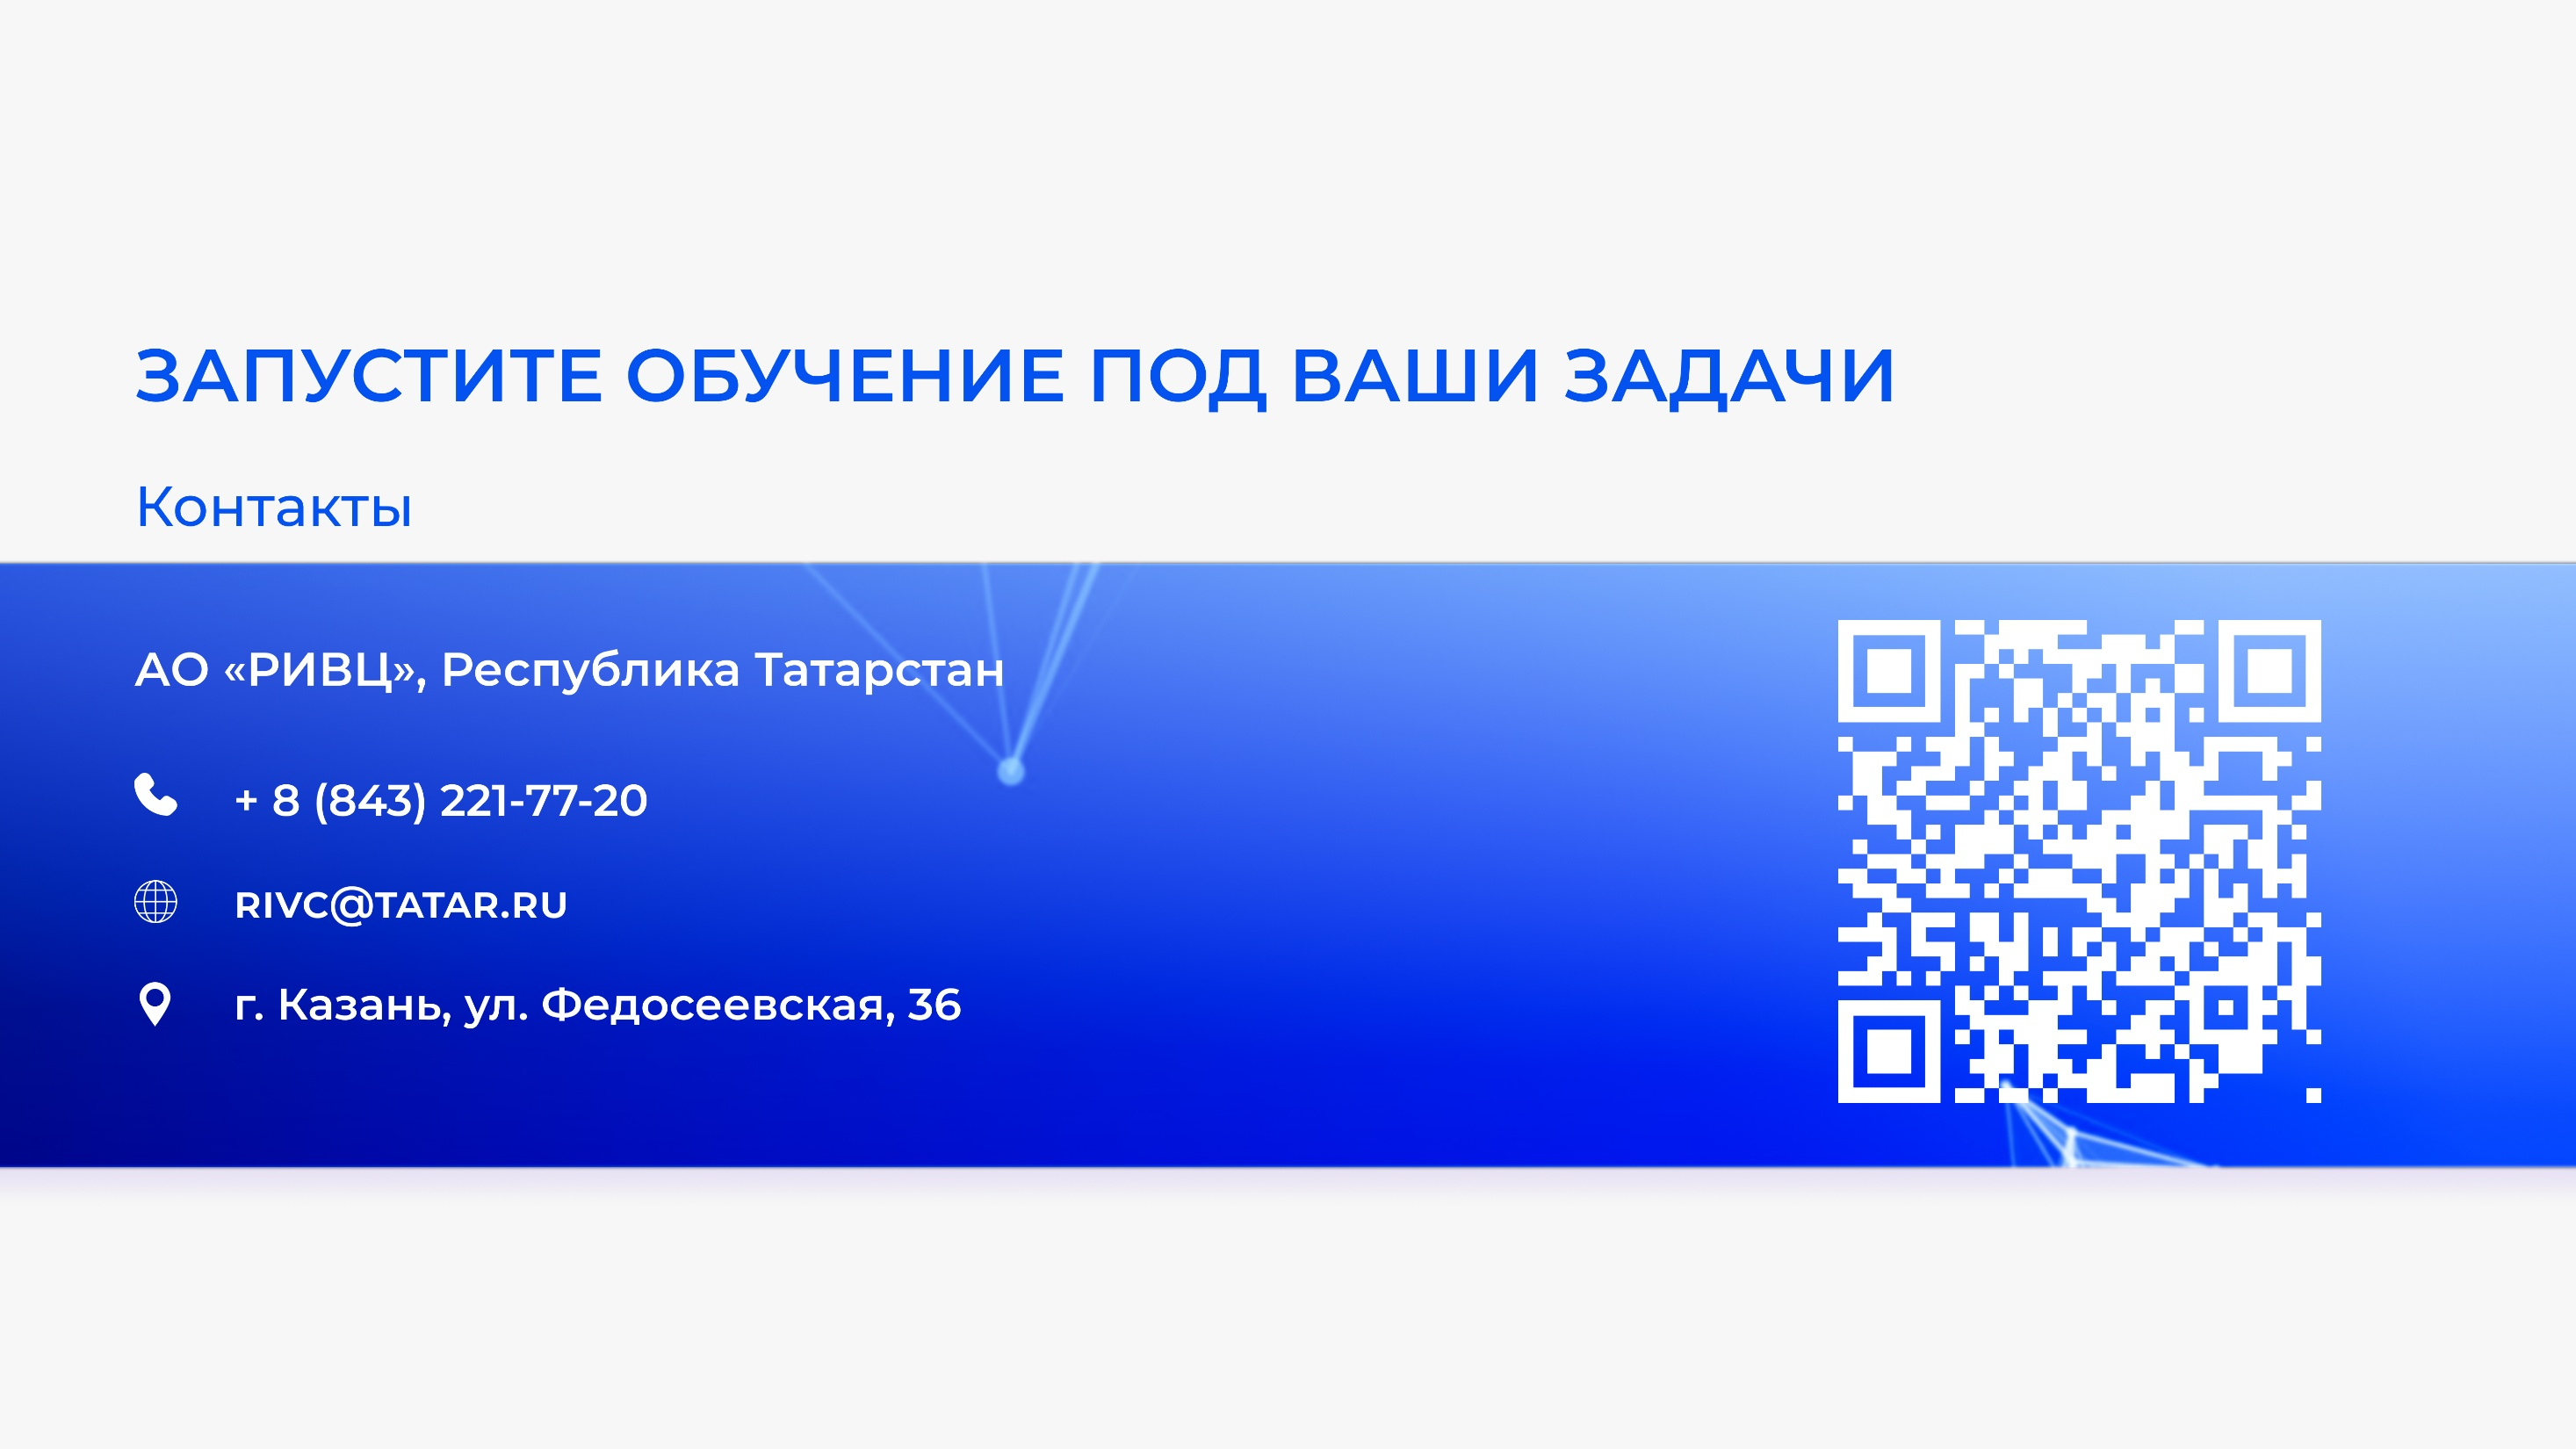 ЗАПУСТИТЕ ОБУЧЕНИЕ ПОД ВАШИ ЗАДАЧИ
Контакты
АО «РИВЦ», Республика Татарстан
+ 8 (843) 221-77-20
RIVC@TATAR.RU
г. Казань, ул. Федосеевская, 36